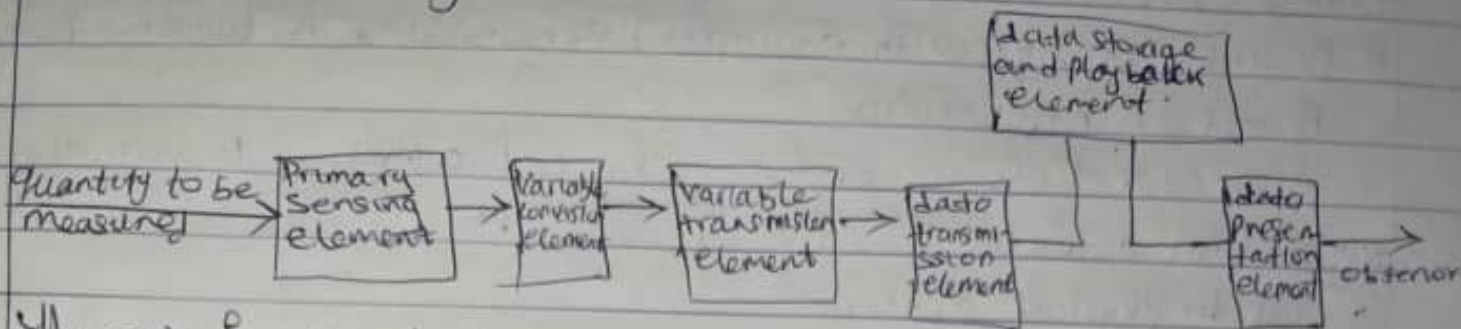 data storage
and playback
element.
quantity to be
measured
Primary
sensing
element
Variable
element
variable
transmission
element
data
transmi-
ssion
element
data
presen
tation
element